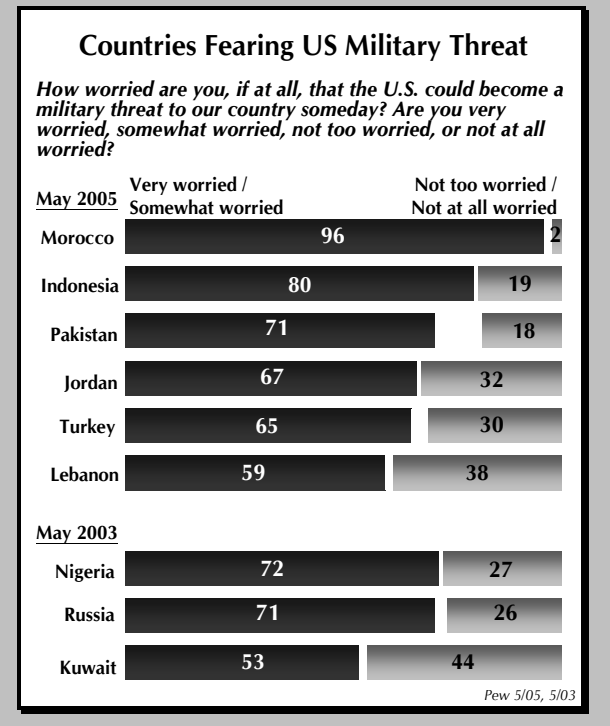 Countries Fearing US Military Threat
How worried are you, if at all, that the U.S. could become a
military threat to our country someday? Are you very
worried, somewhat worried, not too worried, or not at all
worried?
May 2005
Very worried /
Somewhat worried
Not too worried /
Not at all worried
Morocco 96 2
Indonesia 80 19
Pakistan 71 18
Jordan 67 32
Turkey 65 30
Lebanon 59 38
May 2003
Nigeria 72 27
Russia 71 26
Kuwait 53 44
Pew 5/05, 5/03